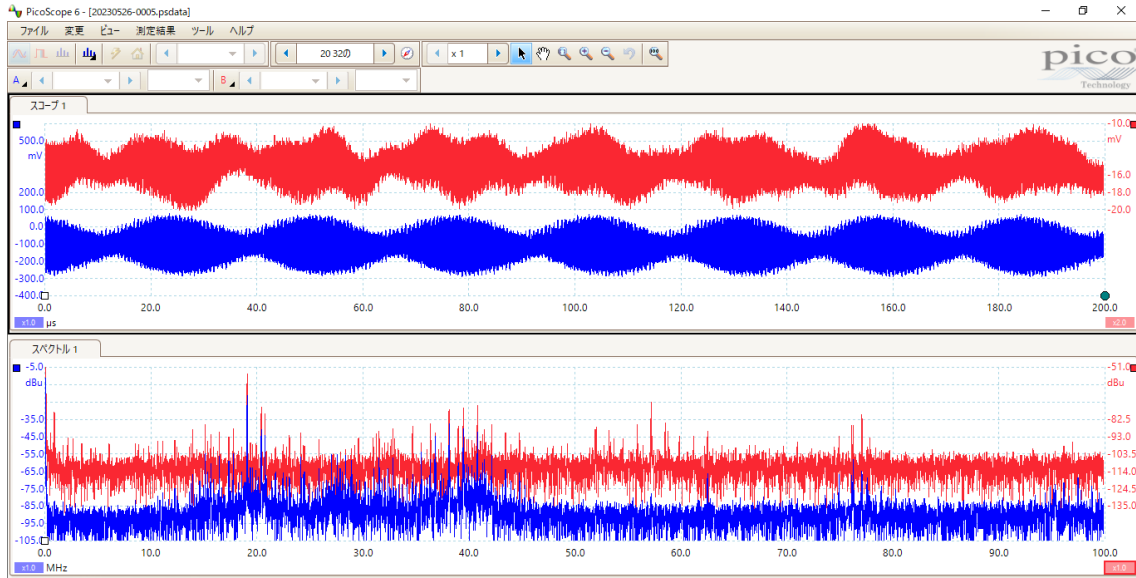 PicoScope 6 - [20230526-0005.psdata]
ファイル 変更 ビュー 測定結果 ツール ヘルプ
20 32の x 1
pico
Technology
A B
スコープ 1
500.0
mV
200.0
100.0
0.0
-100.0
-200.0
-300.0
-400.0
-10.0
mV
-16.0
-18.0
-20.0
0.0 20.0 40.0 60.0 80.0 100.0 120.0 140.0 160.0 180.0 200.0
x1.0 µs x2.0
スペクトル 1
-5.0
dBu
-35.0
-45.0
-55.0
-65.0
-75.0
-85.0
-95.0
-105.0
-51.0
dBu
-82.5
-93.0
-103.5
-114.0
-124.5
-135.0
0.0 10.0 20.0 30.0 40.0 50.0 60.0 70.0 80.0 90.0 100.0
x1.0 MHz x1.0